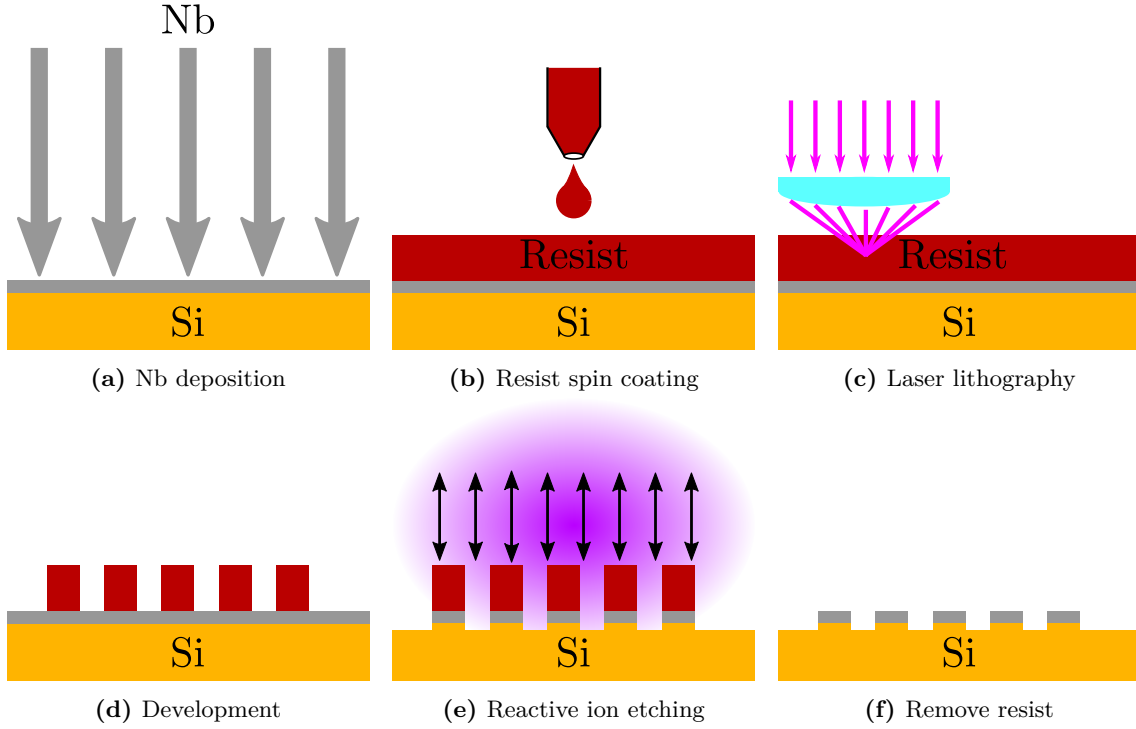 Nb
Si
(a) Nb deposition
Resist
Si
(b) Resist spin coating
Resist
Si
(c) Laser lithography
Si
(d) Development
Si
(e) Reactive ion etching
Si
(f) Remove resist